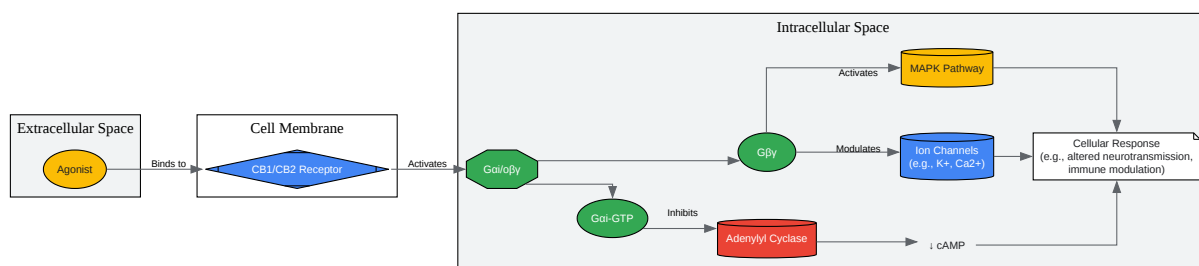 Extracellular Space
Agonist
Binds to
Cell Membrane
CB1/CB2 Receptor
Activates
Intracellular Space
Gαi/oβγ
Gβγ
Activates
MAPK Pathway
Modulates
Ion Channels
(e.g., K+, Ca2+)
Gαi-GTP
Inhibits
Adenylyl Cyclase
↓ cAMP
Cellular Response
(e.g., altered neurotransmission,
immune modulation)